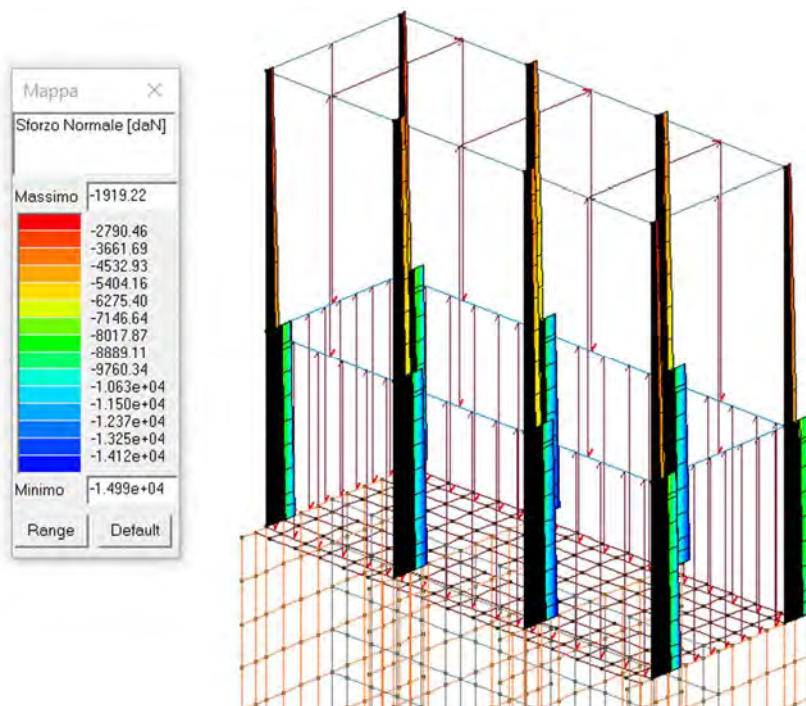 Mappa
Sforzo Normale [daN]
Massimo -1919.22
-2790.46
-3661.69
-4532.93
-5404.16
-6275.40
-7146.64
-8017.87
-8889.11
-9760.34
-1.063e+04
-1.150e+04
-1.237e+04
-1.325e+04
-1.412e+04
Minimo -1.499e+04
Range Default